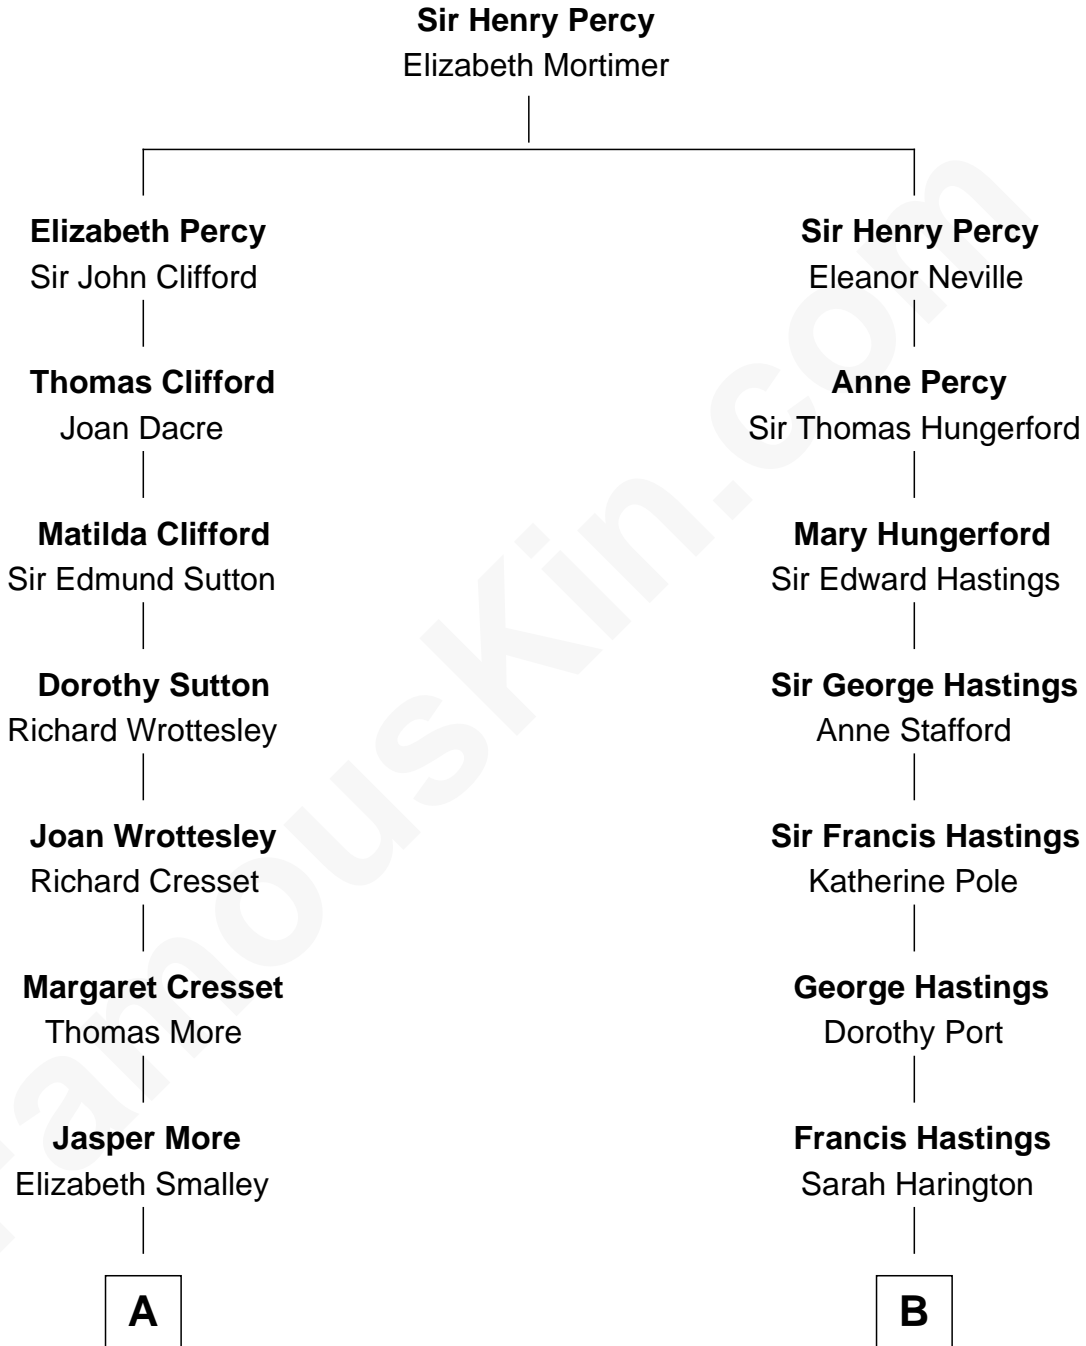 Sir Henry Percy
Elizabeth Mortimer
Elizabeth Percy
Sir John Clifford
Thomas Clifford
Joan Dacre
Matilda Clifford
Sir Edmund Sutton
Dorothy Sutton
Richard Wrottesley
Joan Wrottesley
Richard Cresset
Margaret Cresset
Thomas More
Jasper More
Elizabeth Smalley
A
Sir Henry Percy
Eleanor Neville
Anne Percy
Sir Thomas Hungerford
Mary Hungerford
Sir Edward Hastings
Sir George Hastings
Anne Stafford
Sir Francis Hastings
Katherine Pole
George Hastings
Dorothy Port
Francis Hastings
Sarah Harington
B
FamousKin.com